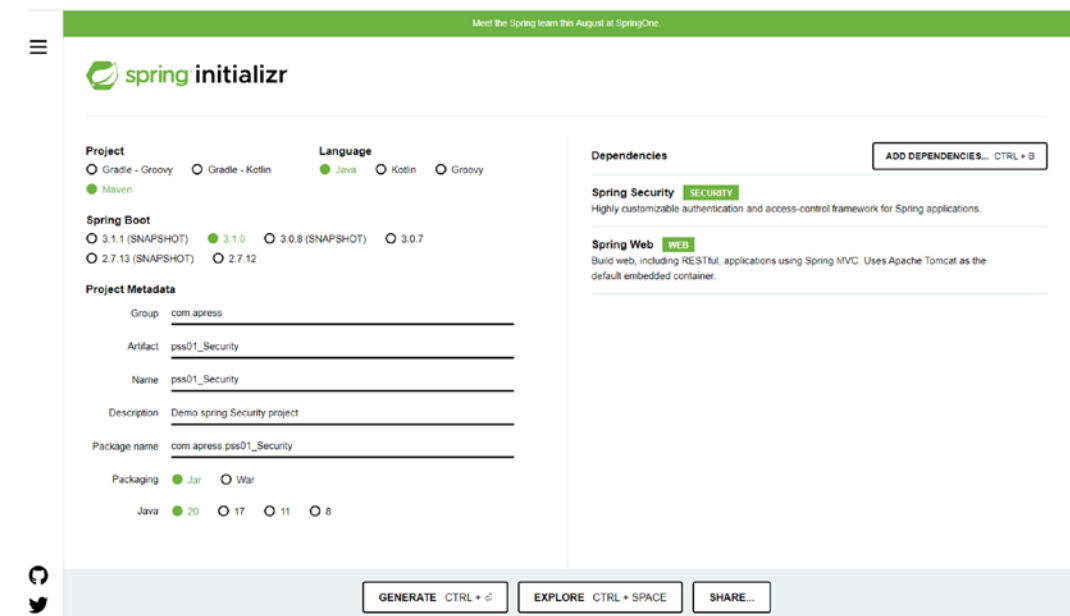 Meet the Spring team this August at SpringOne.
spring initializr
Project
Gradle - Groovy Gradle - Kotlin
Maven
Language
Java Kotlin Groovy
Spring Boot
3.1.1 (SNAPSHOT) 3.1.0 3.0.8 (SNAPSHOT) 3.0.7
2.7.13 (SNAPSHOT) 2.7.12
Project Metadata
Group com.apress
Artifact pss01_Security
Name pss01_Security
Description Demo spring Security project
Package name com.apress.pss01_Security
Packaging Jar War
Java 20 17 11 8
Dependencies
ADD DEPENDENCIES... CTRL + B
Spring Security SECURITY
Highly customizable authentication and access-control framework for Spring applications.
Spring Web WEB
Build web, including RESTful, applications using Spring MVC. Uses Apache Tomcat as the
default embedded container.
GENERATE CTRL +
EXPLORE CTRL + SPACE
SHARE...